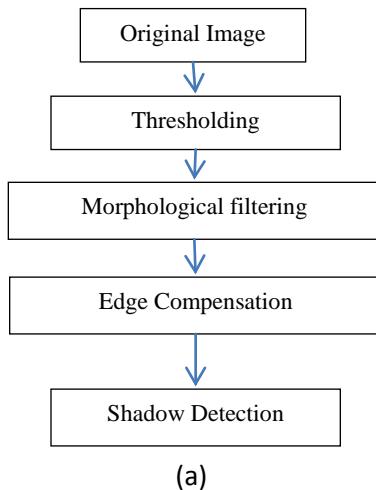 Original Image
Thresholding
Morphological filtering
Edge Compensation
Shadow Detection
(a)